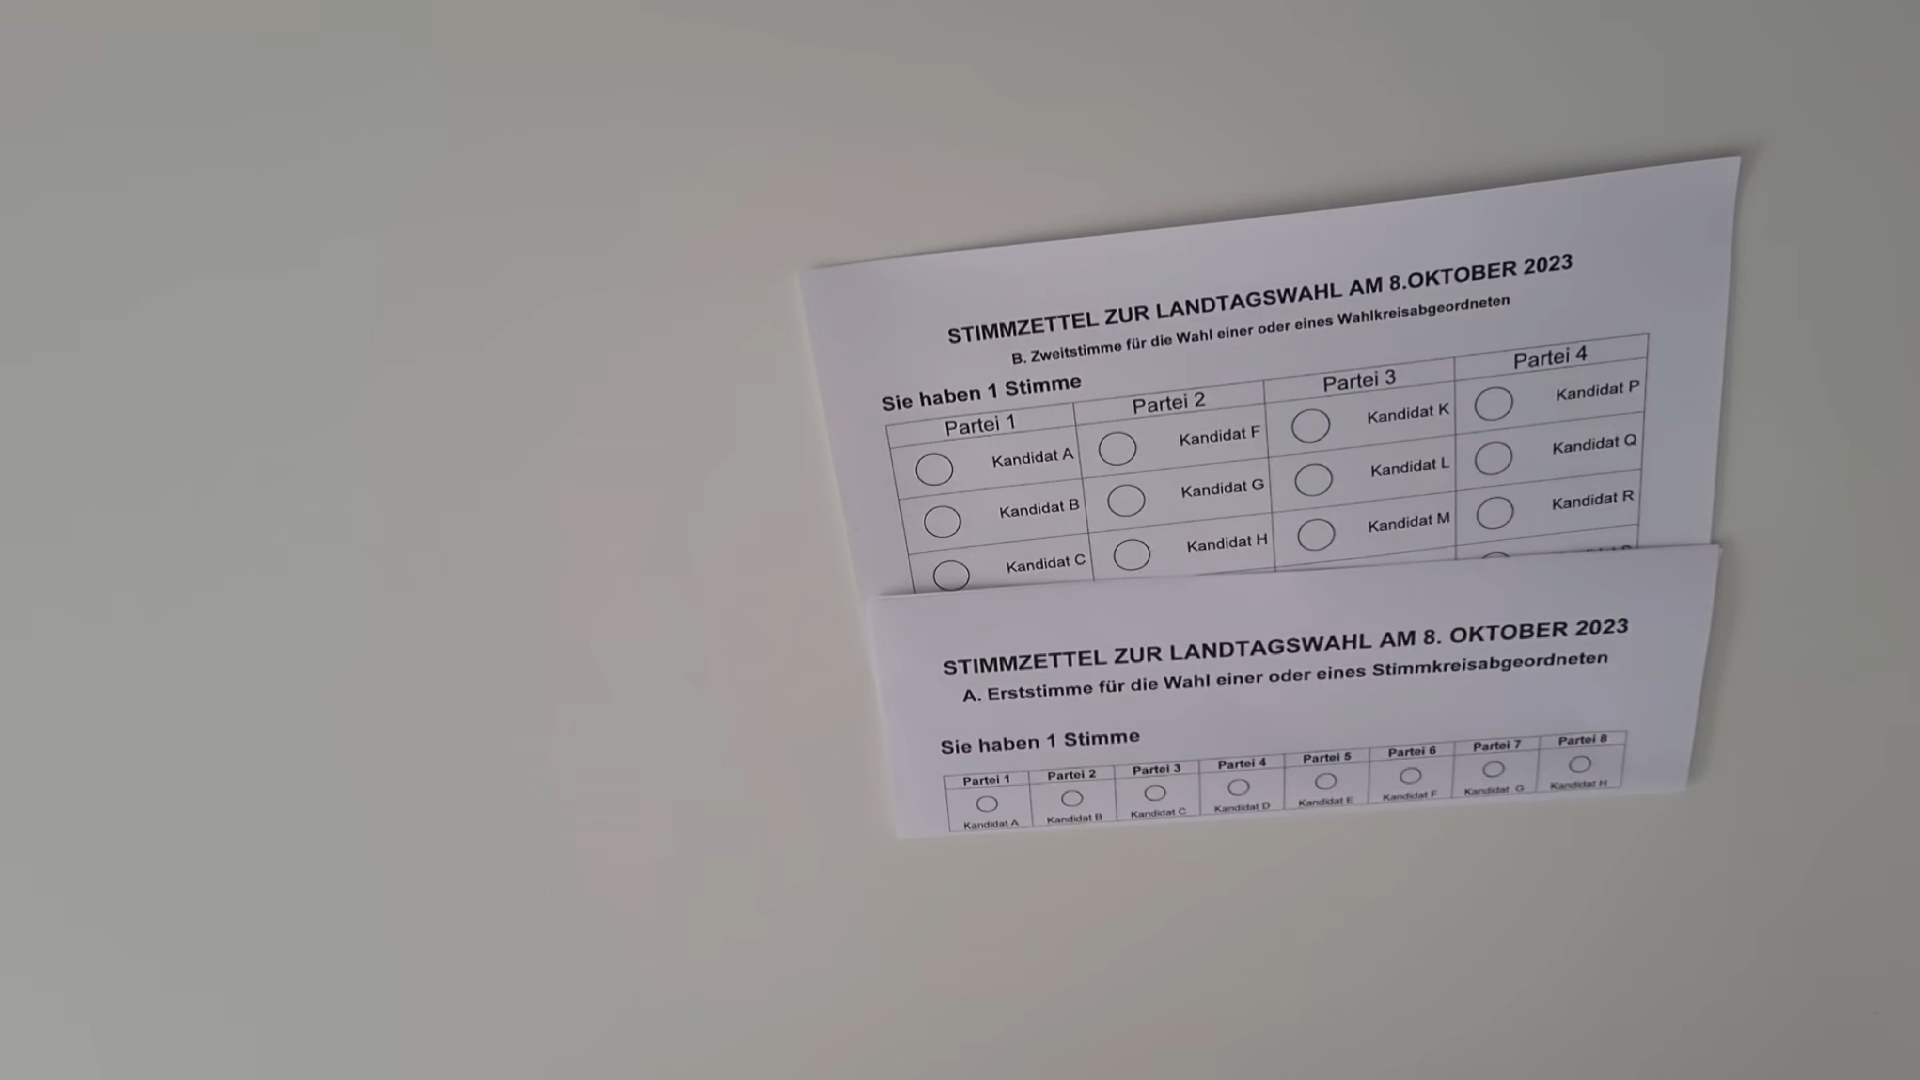 STIMMZETTEL ZUR LANDTAGSWAHL AM 8.OKTOBER 2023
B. Zweitstimme für die Wahl einer oder eines Wahlkreisabgeordneten
Sie haben 1 Stimme
Partei 1 Partei 2 Partei 3 Partei 4
Kandidat A Kandidat F Kandidat K Kandidat P
Kandidat B Kandidat G Kandidat L Kandidat Q
Kandidat C Kandidat H Kandidat M Kandidat R
STIMMZETTEL ZUR LANDTAGSWAHL AM 8. OKTOBER 2023
A. Erststimme für die Wahl einer oder eines Stimmkreisabgeordneten
Sie haben 1 Stimme
Partei 1 Partei 2 Partei 3 Partei 4 Partei 5 Partei 6 Partei 7 Partei 8
Kandidat A Kandidat B Kandidat C Kandidat D Kandidat E Kandidat F Kandidat G Kandidat H